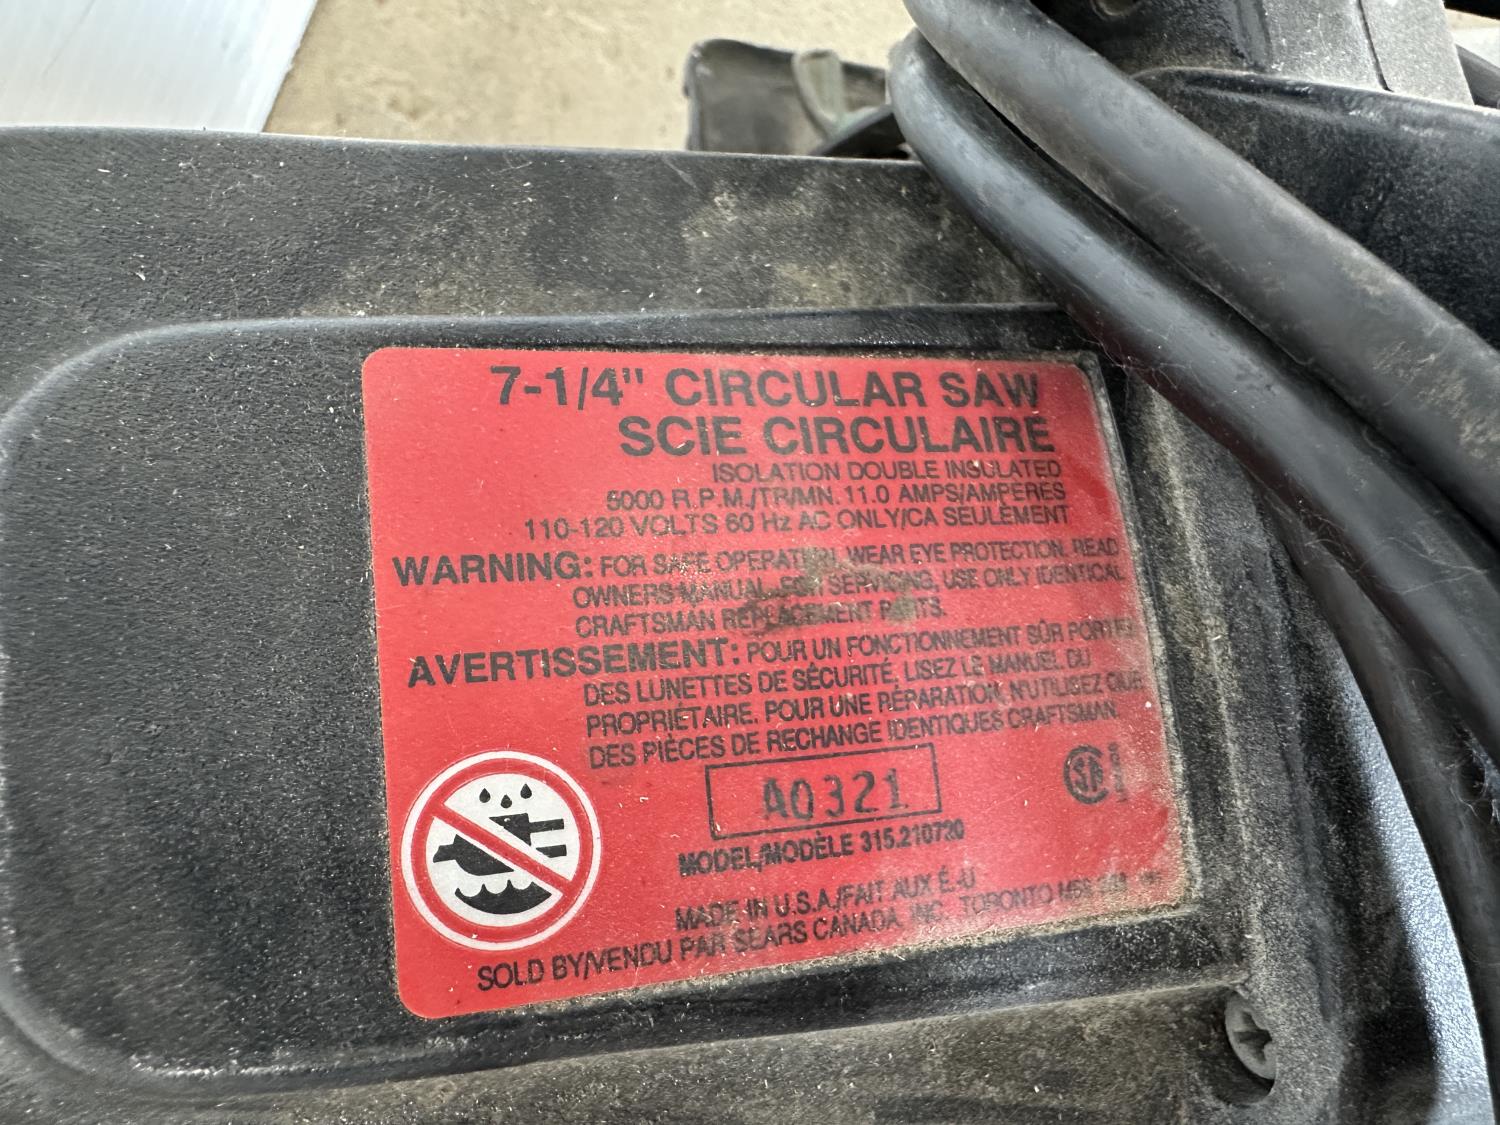 7-1/4" CIRCULAR SAW
SCIE CIRCULAIRE
ISOLATION DOUBLE INSULATED
5000 R.P.M./TR/MN. 11.0 AMPS/AMPÈRES
110-120 VOLTS 60 Hz AC ONLY/CA SEULEMENT
WARNING: FOR SAFE OPERATION, WEAR EYE PROTECTION. READ
OWNERS MANUAL. FOR SERVICING, USE ONLY IDENTICAL
CRAFTSMAN REPLACEMENT PARTS.
AVERTISSEMENT: POUR UN FONCTIONNEMENT SÛR PORTEZ
DES LUNETTES DE SÉCURITÉ, LISEZ LE MANUEL DU
PROPRIÉTAIRE. POUR UNE RÉPARATION, N'UTILISEZ QUE
DES PIÈCES DE RECHANGE IDENTIQUES CRAFTSMAN.
A0321
MODEL/MODÈLE 315.210720
MADE IN U.S.A./FAIT AUX É.-U
SOLD BY/VENDU PAR SEARS CANADA, INC. TORONTO M5B